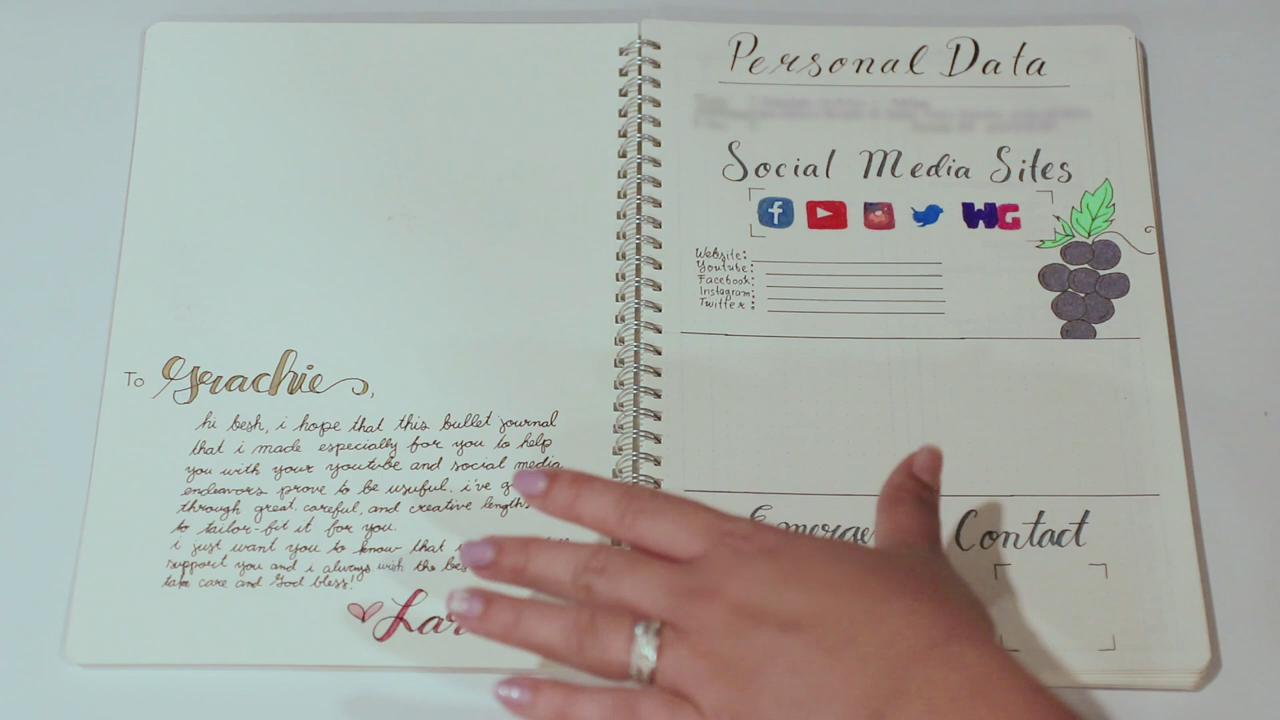 To Grachie,
hi besh, i hope that this bullet journal
that i made especially for you to help
you with your youtube and social media
endeavors prove to be useful. i've
through great, careful, and creative lengths
to tailor-fit it for you.
i just want you to know that i
support you and i always wish the
take care and God bless!
Personal Data
Social Media Sites
f
WG
Website:
Youtube:
Facebook:
Instagram:
Twitter:
Contact